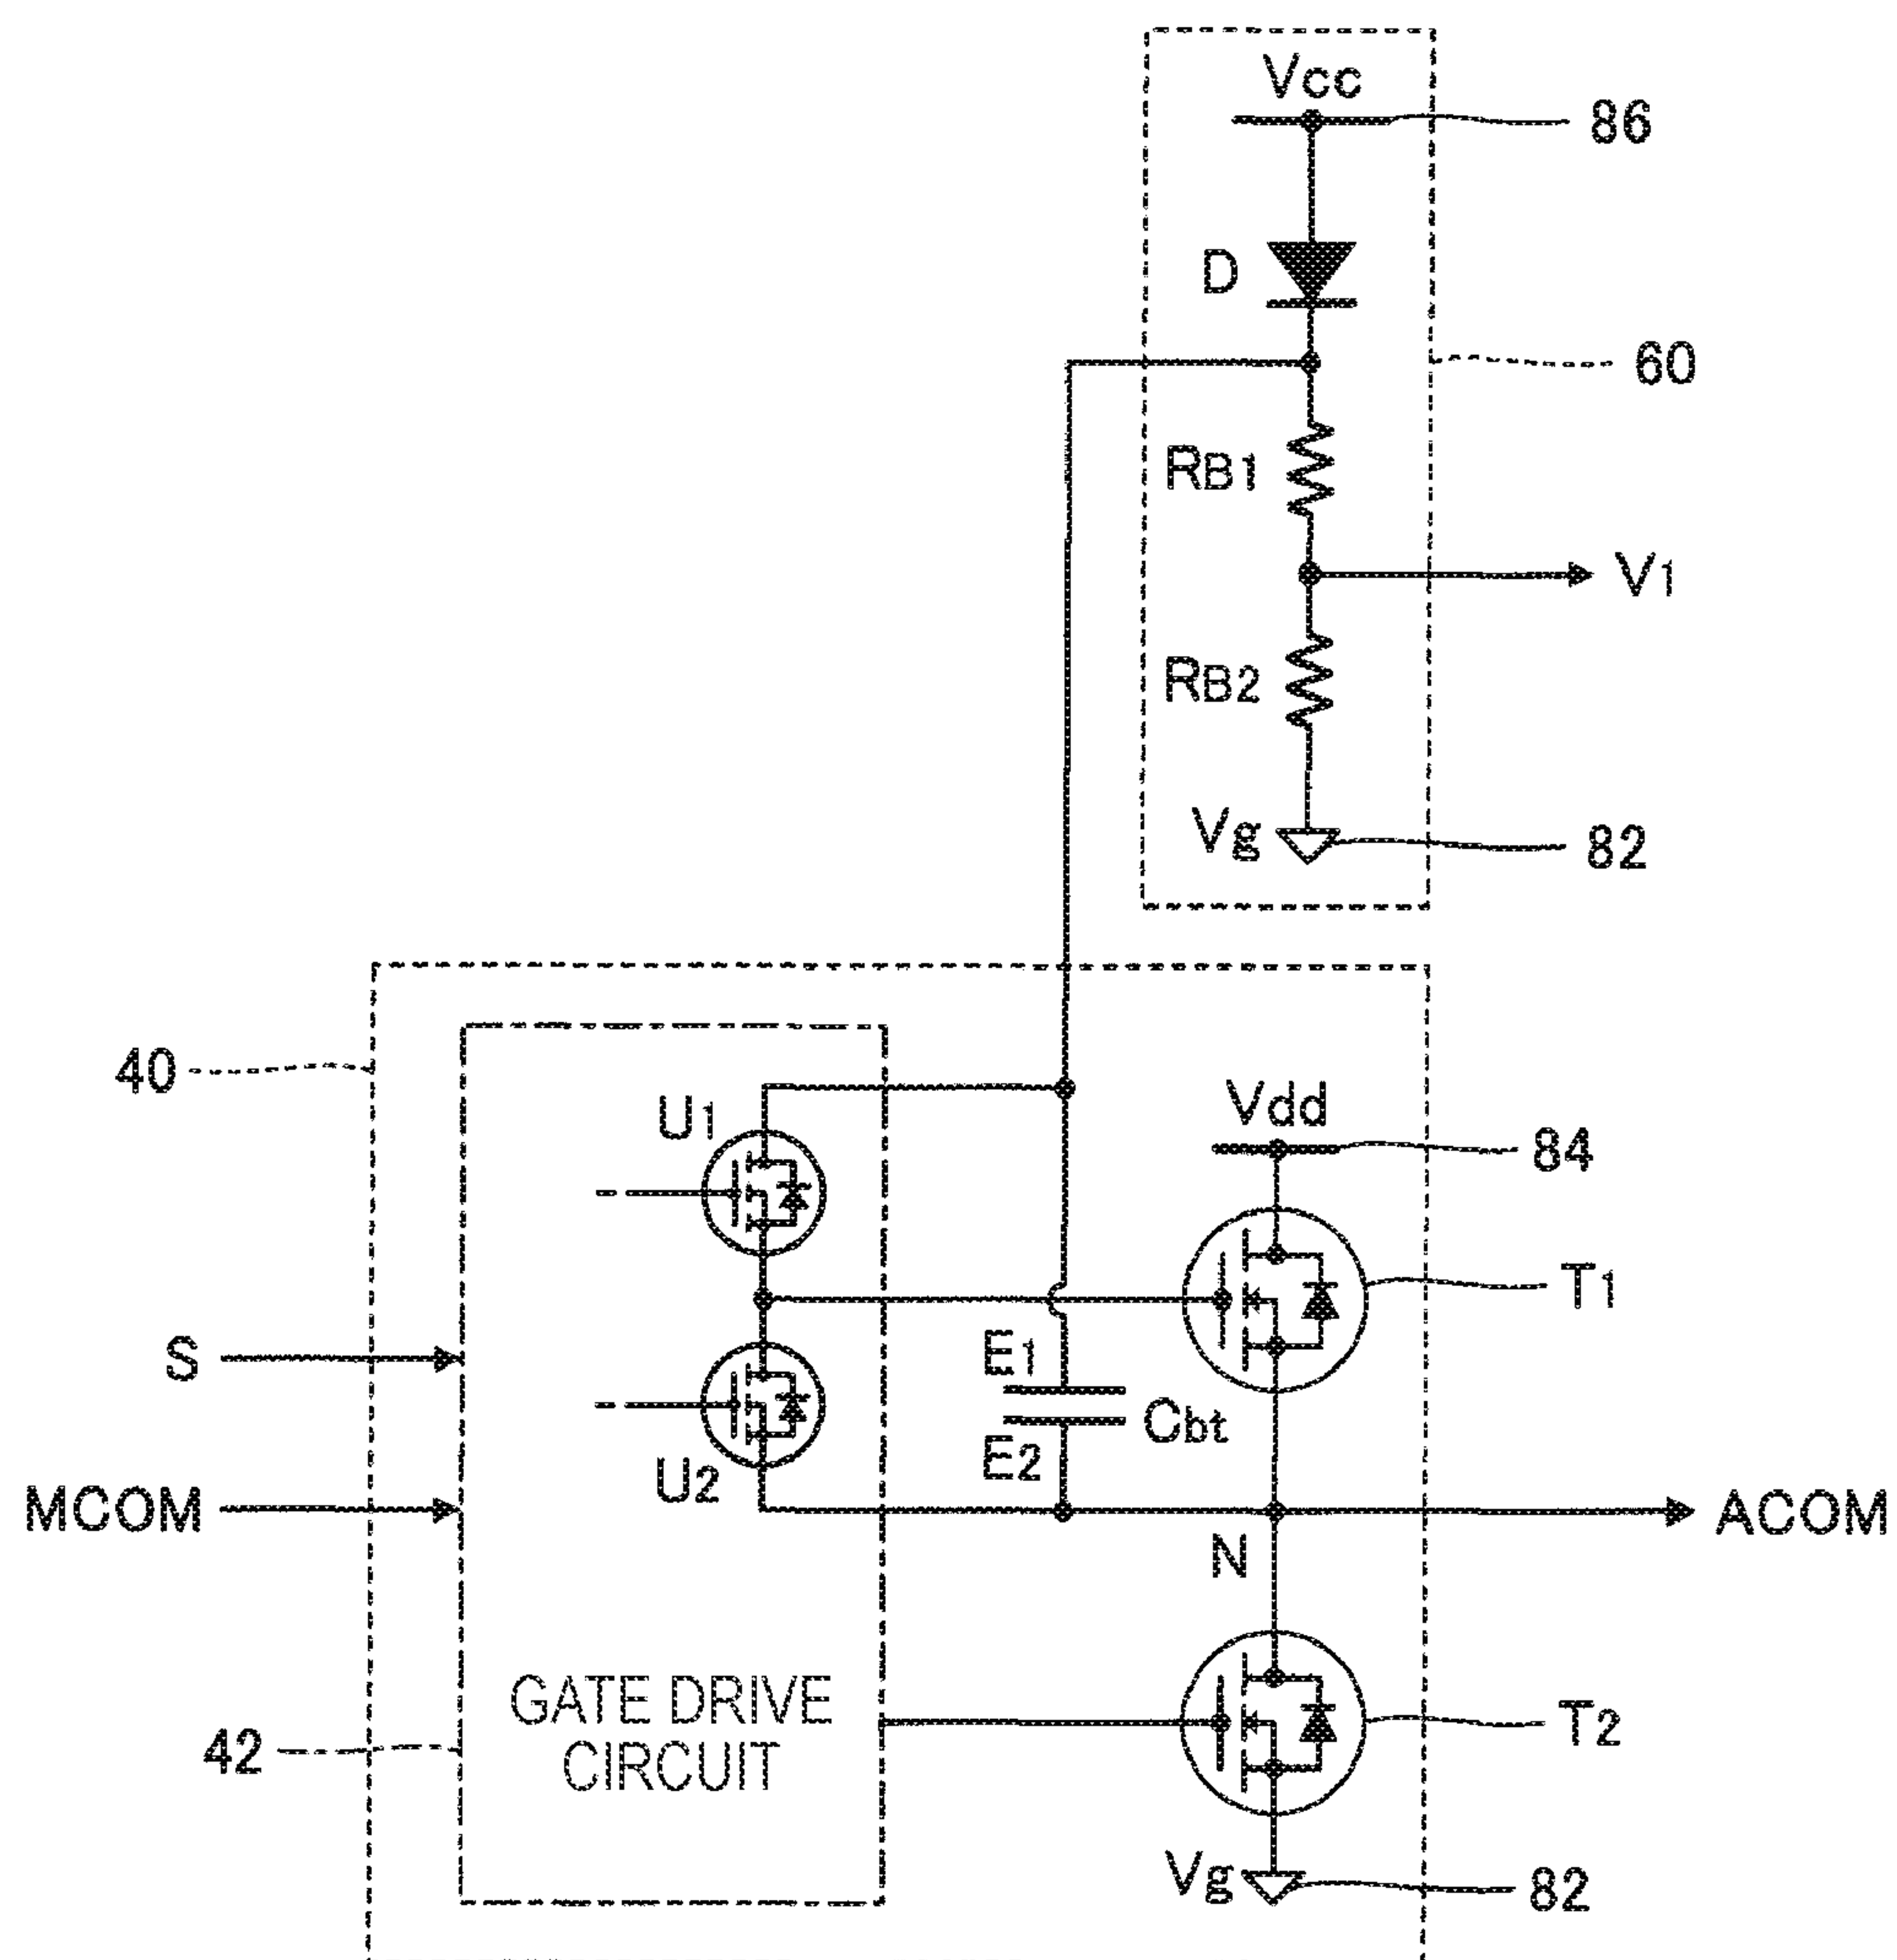 Vcc
86
D
60
RB1
V1
RB2
Vg
82
40
U1
Vdd
84
T1
S
E1
Cbt
E2
U2
MCOM
ACOM
N
GATE DRIVE
CIRCUIT
T2
42
Vg
82